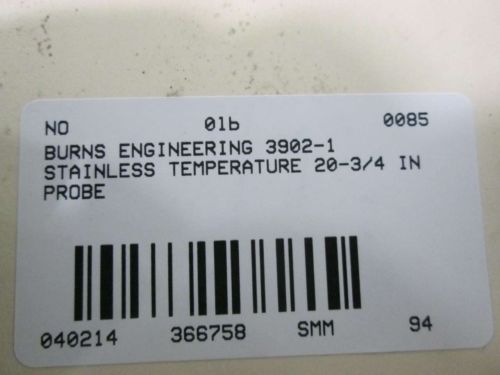 NO 01b 0085
BURNS ENGINEERING 3902-1
STAINLESS TEMPERATURE 20-3/4 IN
PROBE
040214 366758 SMM 94